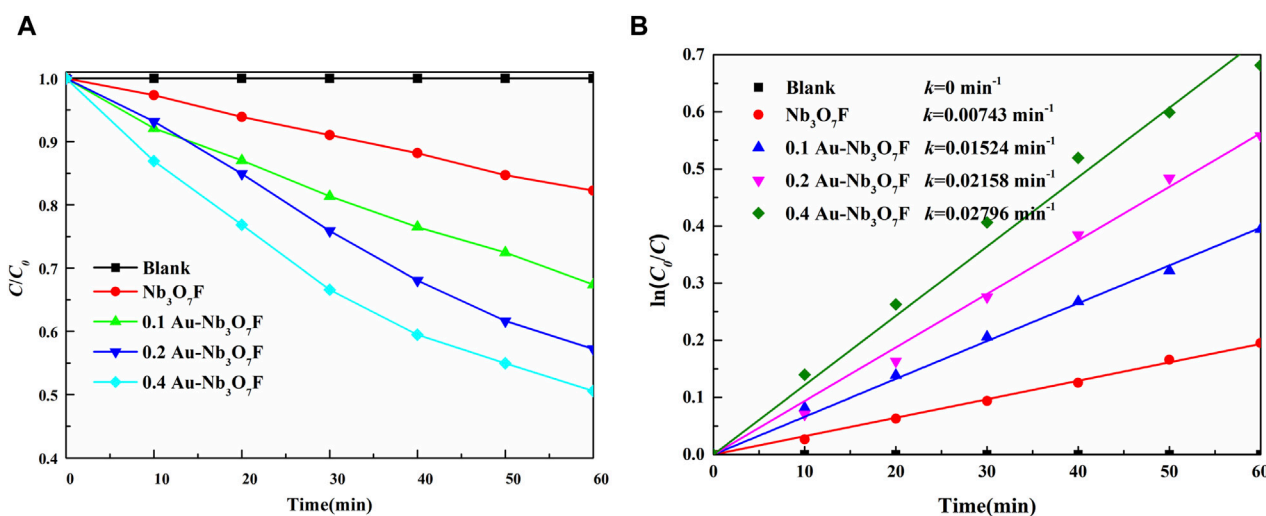 A
1.0
0.9
0.8
0.7
0.6
0.5
0.4
C/C₀
Blank
Nb₃O₇F
0.1 Au-Nb₃O₇F
0.2 Au-Nb₃O₇F
0.4 Au-Nb₃O₇F
0 10 20 30 40 50 60
Time(min)
B
0.7
0.6
0.5
0.4
0.3
0.2
0.1
0.0
ln(C₀/C)
Blank k=0 min⁻¹
Nb₃O₇F k=0.00743 min⁻¹
0.1 Au-Nb₃O₇F k=0.01524 min⁻¹
0.2 Au-Nb₃O₇F k=0.02158 min⁻¹
0.4 Au-Nb₃O₇F k=0.02796 min⁻¹
0 10 20 30 40 50 60
Time(min)